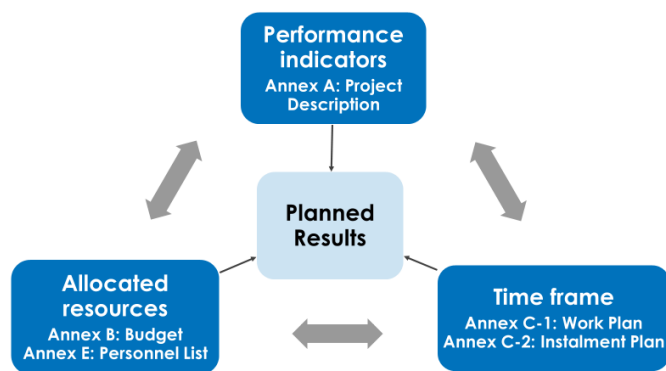 Performance
indicators
Annex A: Project
Description
Planned
Results
Allocated
resources
Annex B: Budget
Annex E: Personnel List
Time frame
Annex C-1: Work Plan
Annex C-2: Instalment Plan